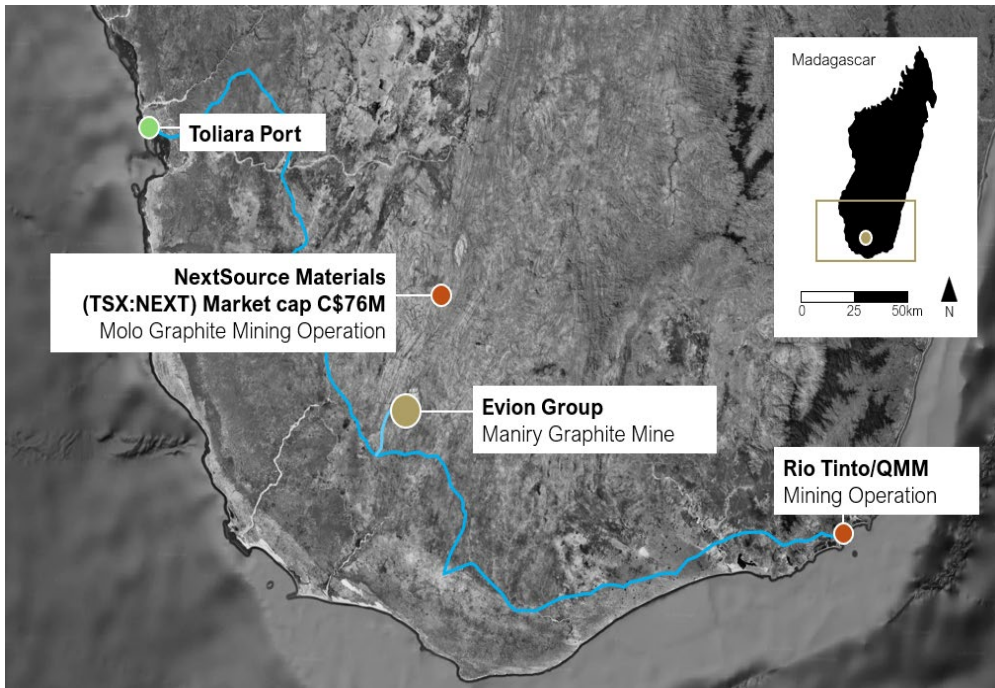 Madagascar
0 25 50km
N
Toliara Port
NextSource Materials
(TSX:NEXT) Market cap C$76M
Molo Graphite Mining Operation
Evion Group
Maniry Graphite Mine
Rio Tinto/QMM
Mining Operation